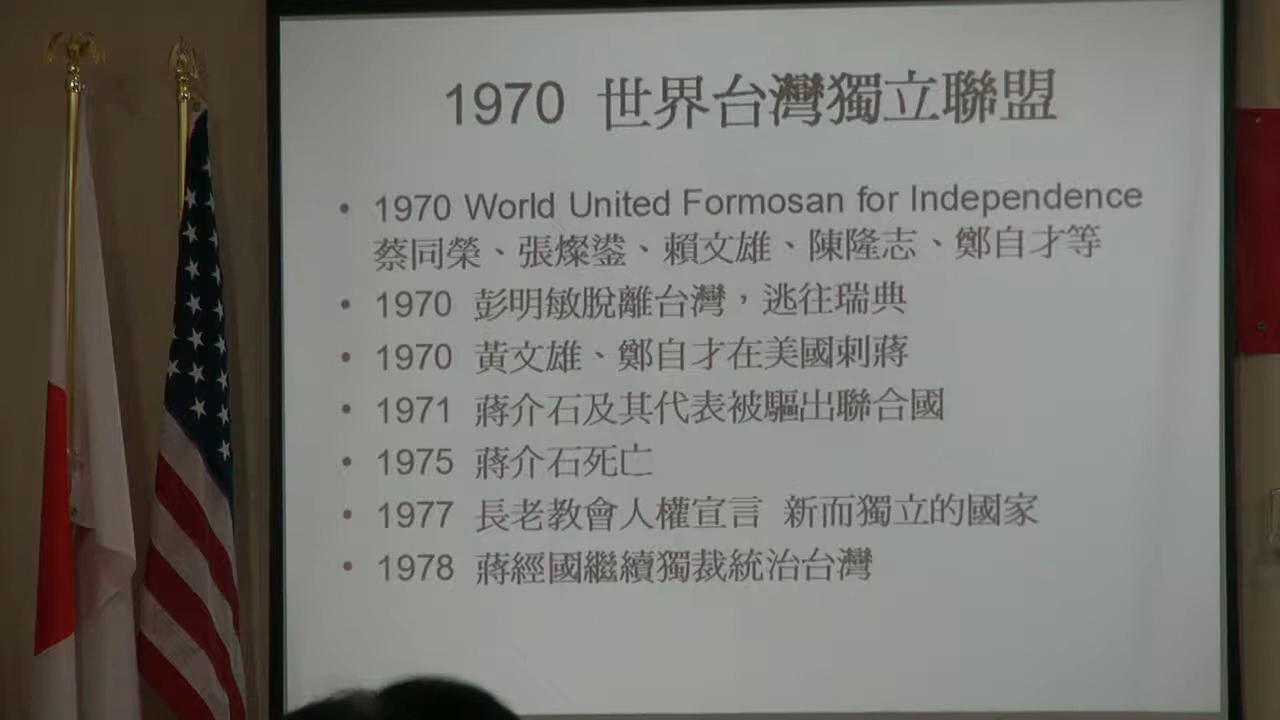 1970 世界台灣獨立聯盟
• 1970 World United Formosan for Independence
蔡同榮、張燦鍙、賴文雄、陳隆志、鄭自才等
• 1970 彭明敏脫離台灣，逃往瑞典
• 1970 黃文雄、鄭自才在美國刺蔣
• 1971 蔣介石及其代表被驅出聯合國
• 1975 蔣介石死亡
• 1977 長老教會人權宣言 新而獨立的國家
• 1978 蔣經國繼續獨裁統治台灣